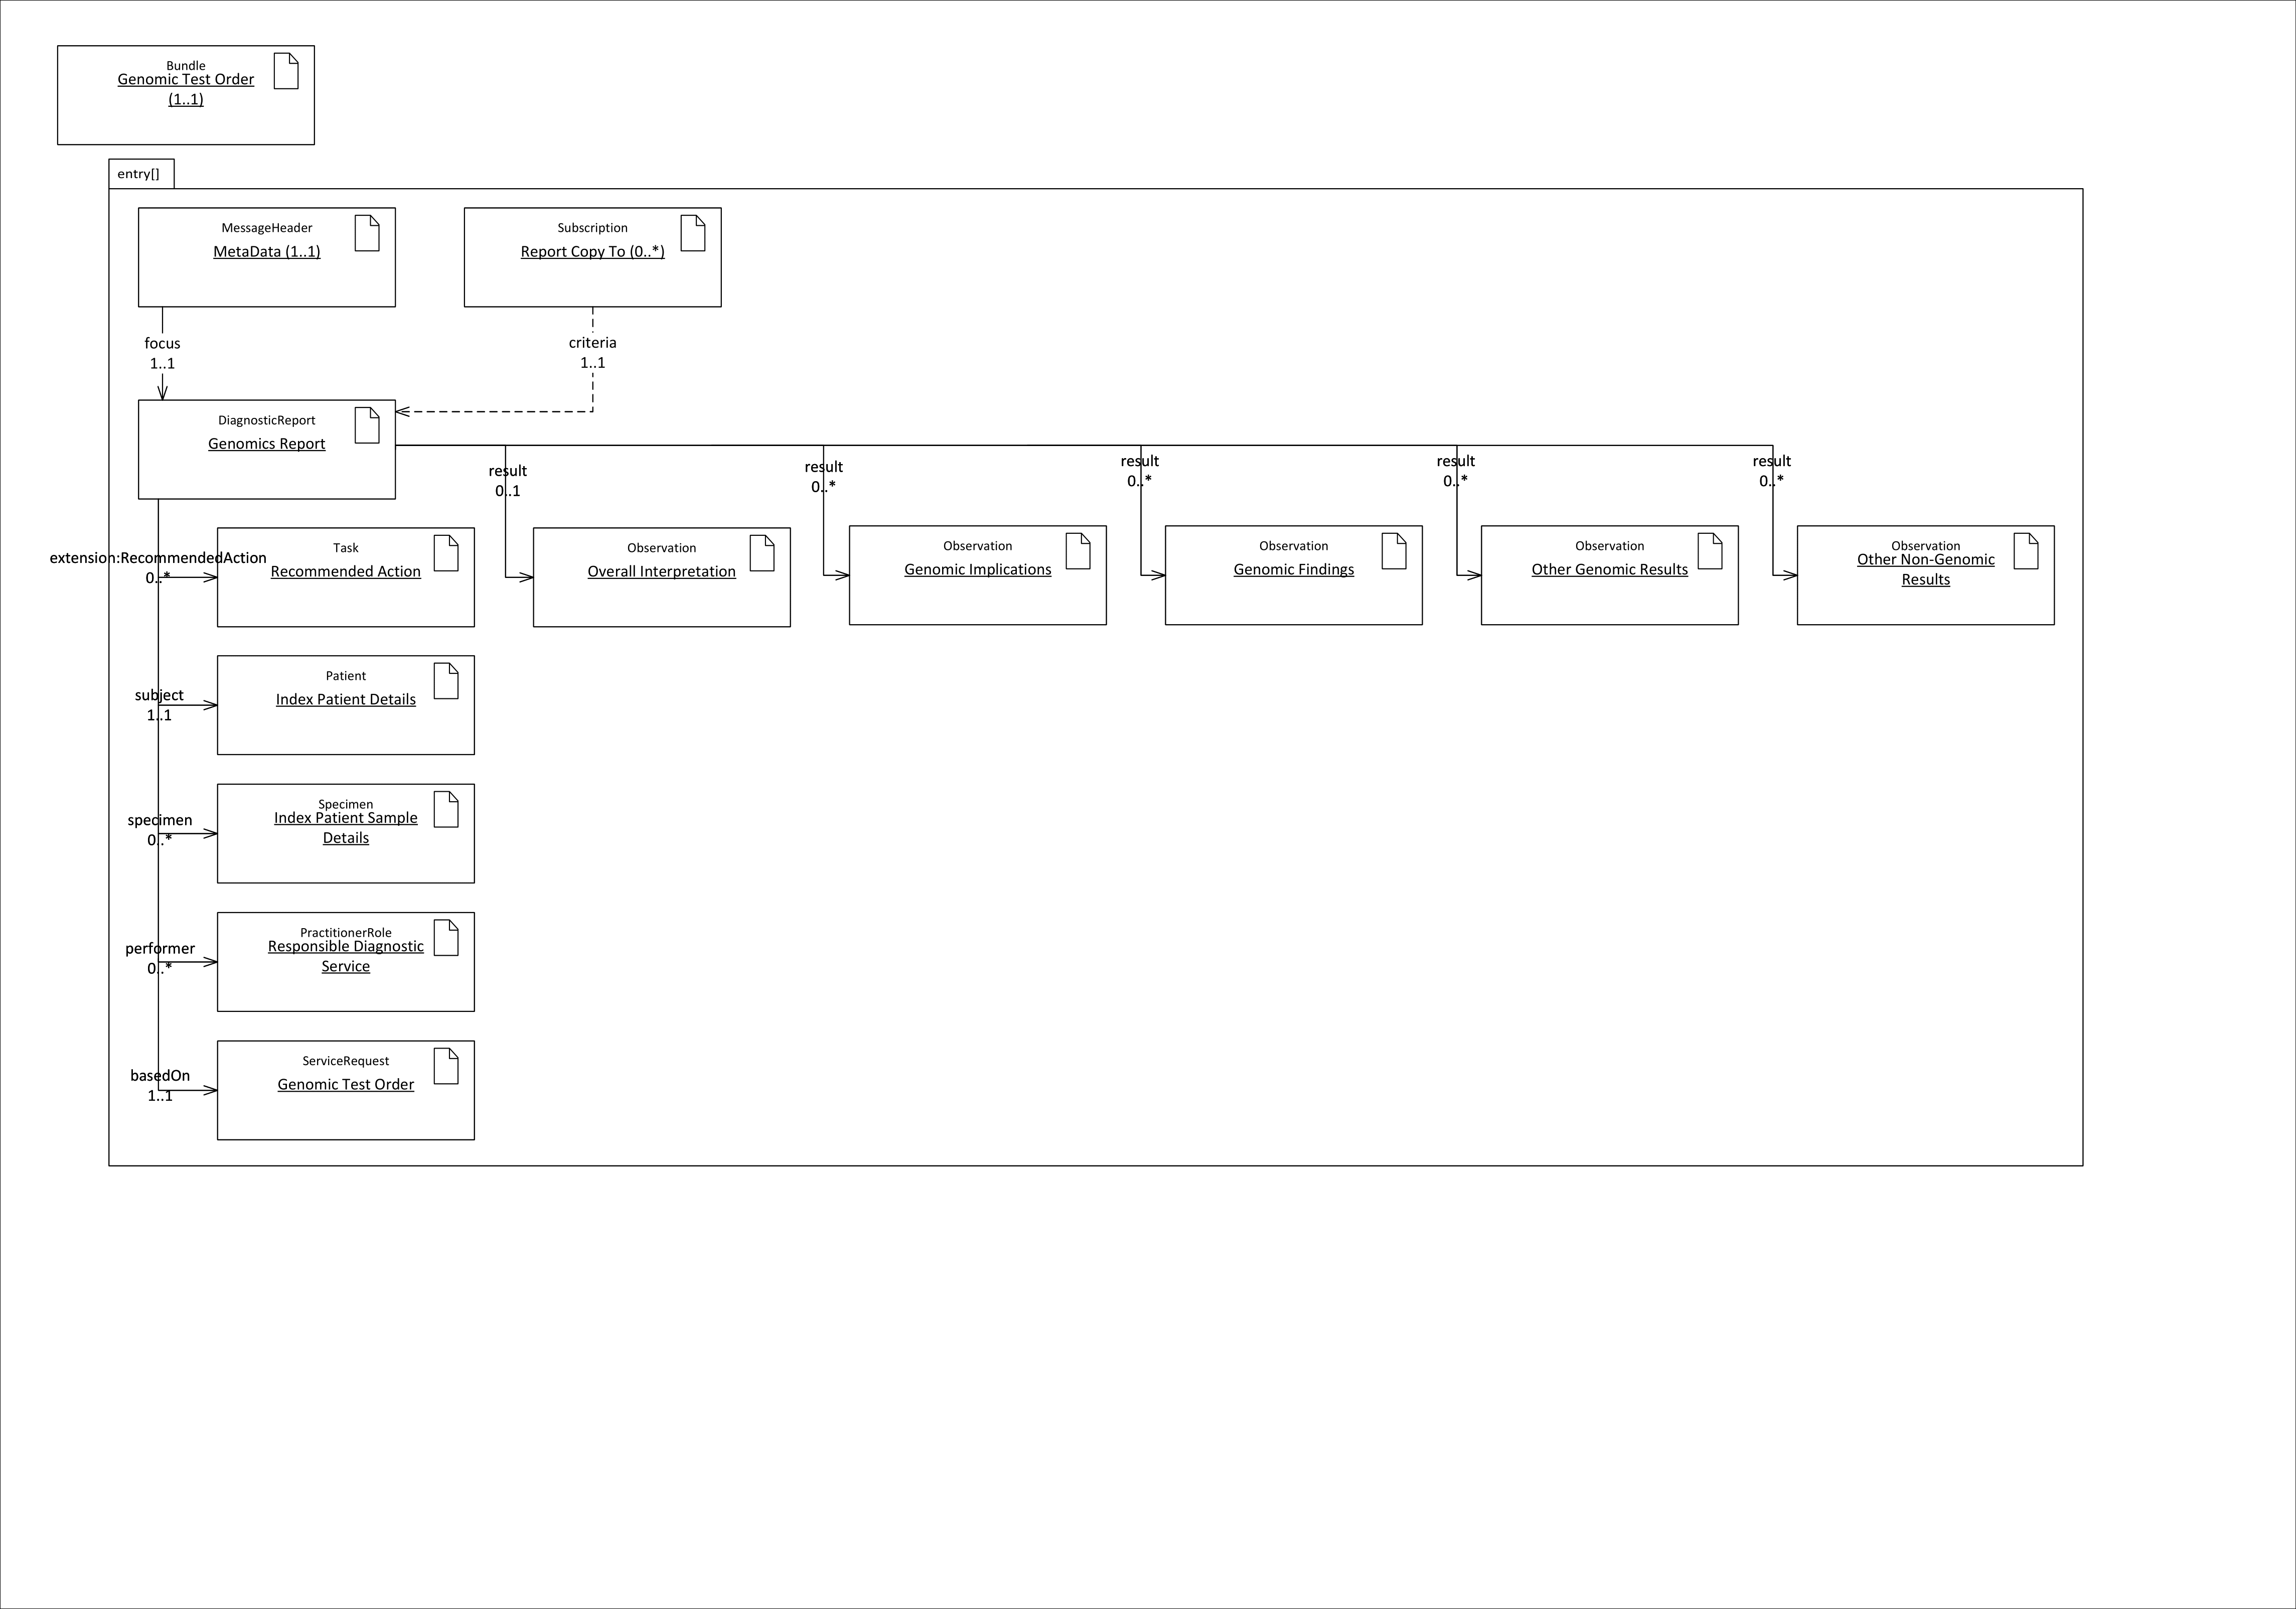 Bundle
Genomic Test Order
(1..1)
entry[]
MessageHeader
MetaData (1..1)
Subscription
Report Copy To (0..*)
focus
1..1
criteria
1..1
DiagnosticReport
Genomics Report
result
0..1
result
0..*
result
0..*
result
0..*
result
0..*
extension:RecommendedAction
0..*
Task
Recommended Action
Observation
Overall Interpretation
Observation
Genomic Implications
Observation
Genomic Findings
Observation
Other Genomic Results
Observation
Other Non-Genomic
Results
subject
1..1
Patient
Index Patient Details
specimen
0..*
Specimen
Index Patient Sample
Details
performer
0..*
PractitionerRole
Responsible Diagnostic
Service
basedOn
1..1
ServiceRequest
Genomic Test Order